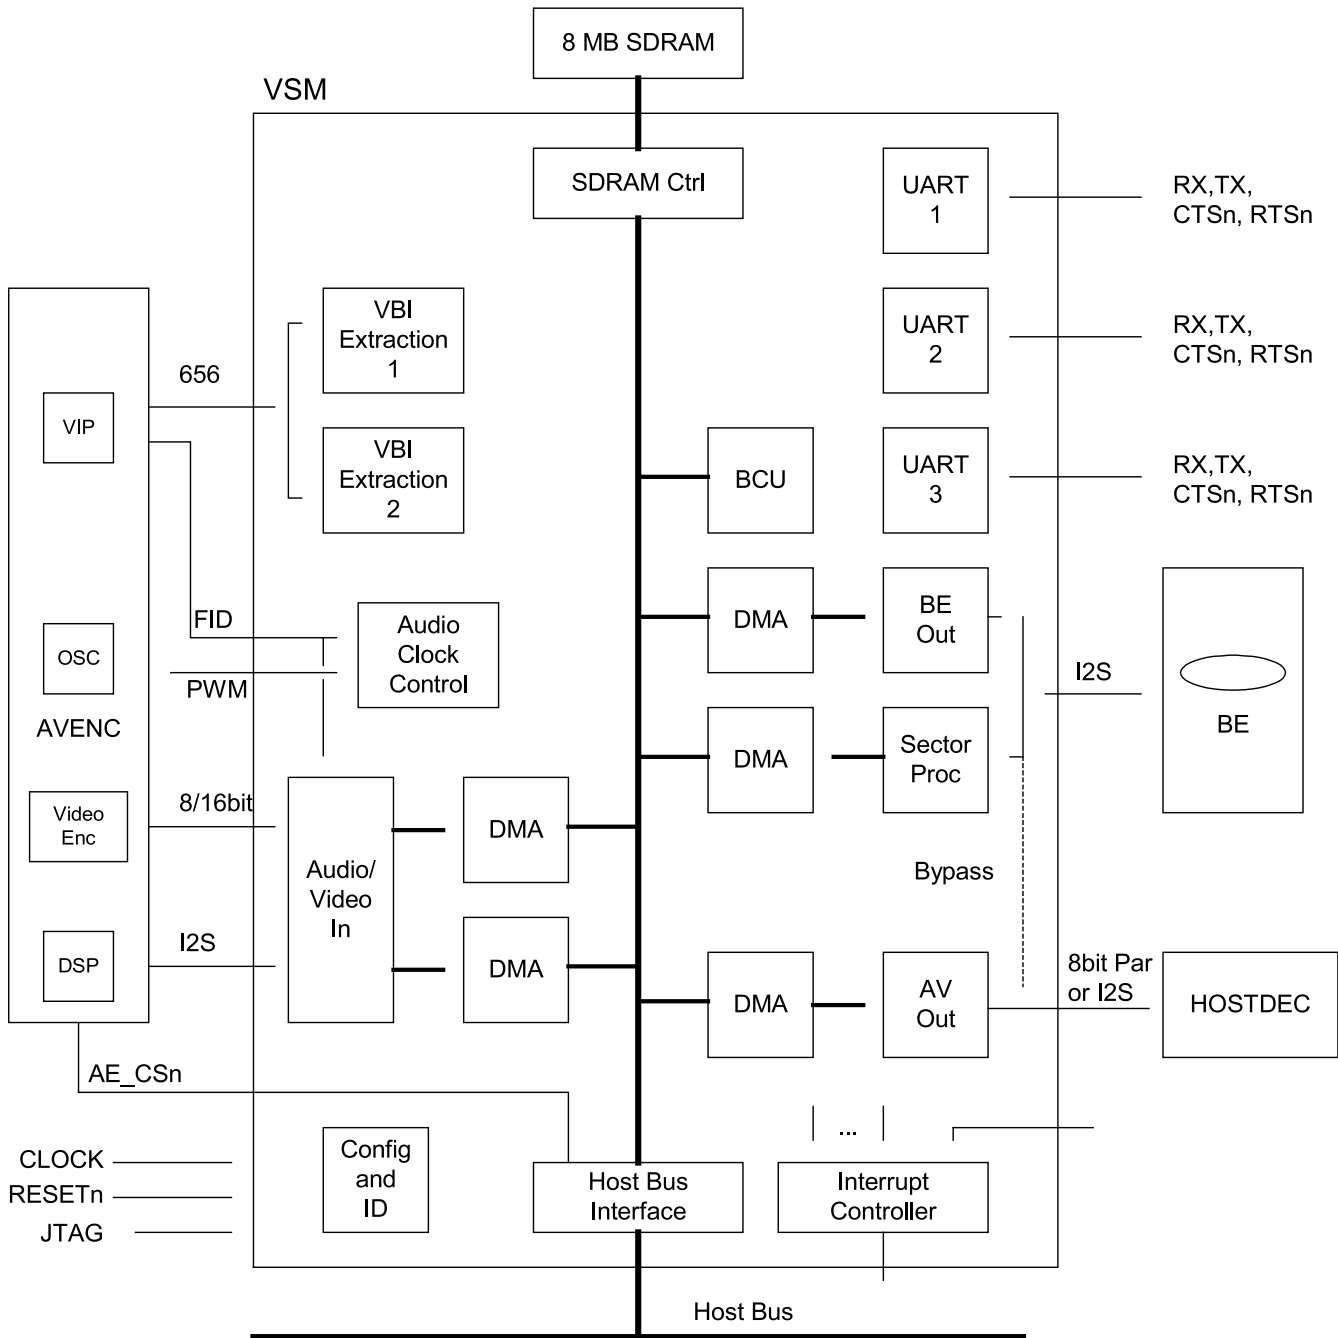 8 MB SDRAM
VSM
SDRAM Ctrl
UART
1
RX,TX,
CTSn, RTSn
VBI
Extraction
1
UART
2
RX,TX,
CTSn, RTSn
656
VIP
VBI
Extraction
2
BCU
UART
3
RX,TX,
CTSn, RTSn
FID
Audio
Clock
Control
DMA
BE
Out
OSC
PWM
AVENC
I2S
BE
DMA
Sector
Proc
Video
Enc
8/16bit
Audio/
Video
In
DMA
Bypass
DSP
I2S
DMA
DMA
AV
Out
8bit Par
or I2S
HOSTDEC
AE_CSn
...
CLOCK
RESETn
JTAG
Config
and
ID
Host Bus
Interface
Interrupt
Controller
Host Bus